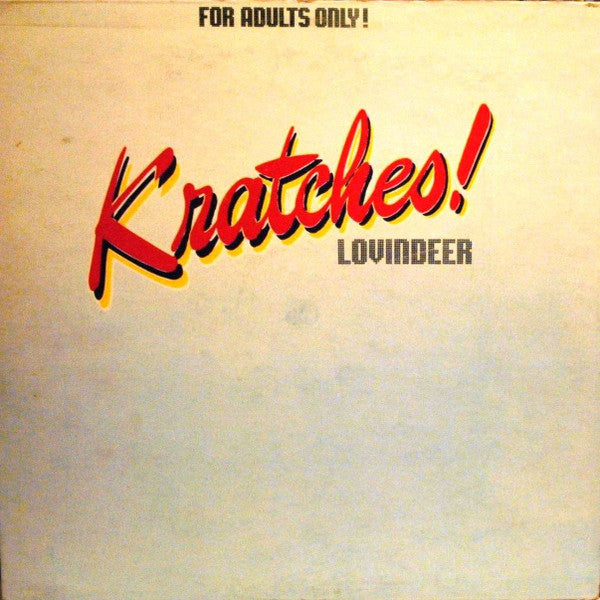 FOR ADULTS ONLY!
Kratches!
LOVINDEER